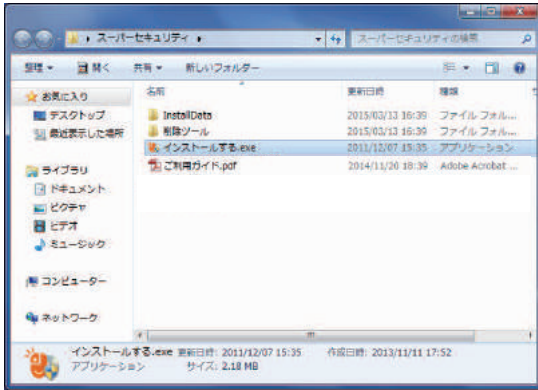 スーパーセキュリティ
スーパーセキュリティの検索
整理 開く 共有 新しいフォルダー
名前 更新日時 種類
お気に入り
デスクトップ
最近表示した場所
ライブラリ
ドキュメント
ピクチャ
ビデオ
ミュージック
コンピューター
ネットワーク
InstallData 2015/03/13 16:39 ファイル フォル...
削除ツール 2015/03/13 16:39 ファイル フォル...
インストールする.exe 2011/12/07 15:35 アプリケーション
ご利用ガイド.pdf 2014/11/20 18:39 Adobe Acrobat ...
インストールする.exe 更新日時: 2011/12/07 15:35 作成日時: 2013/11/11 17:52
アプリケーション サイズ: 2.18 MB